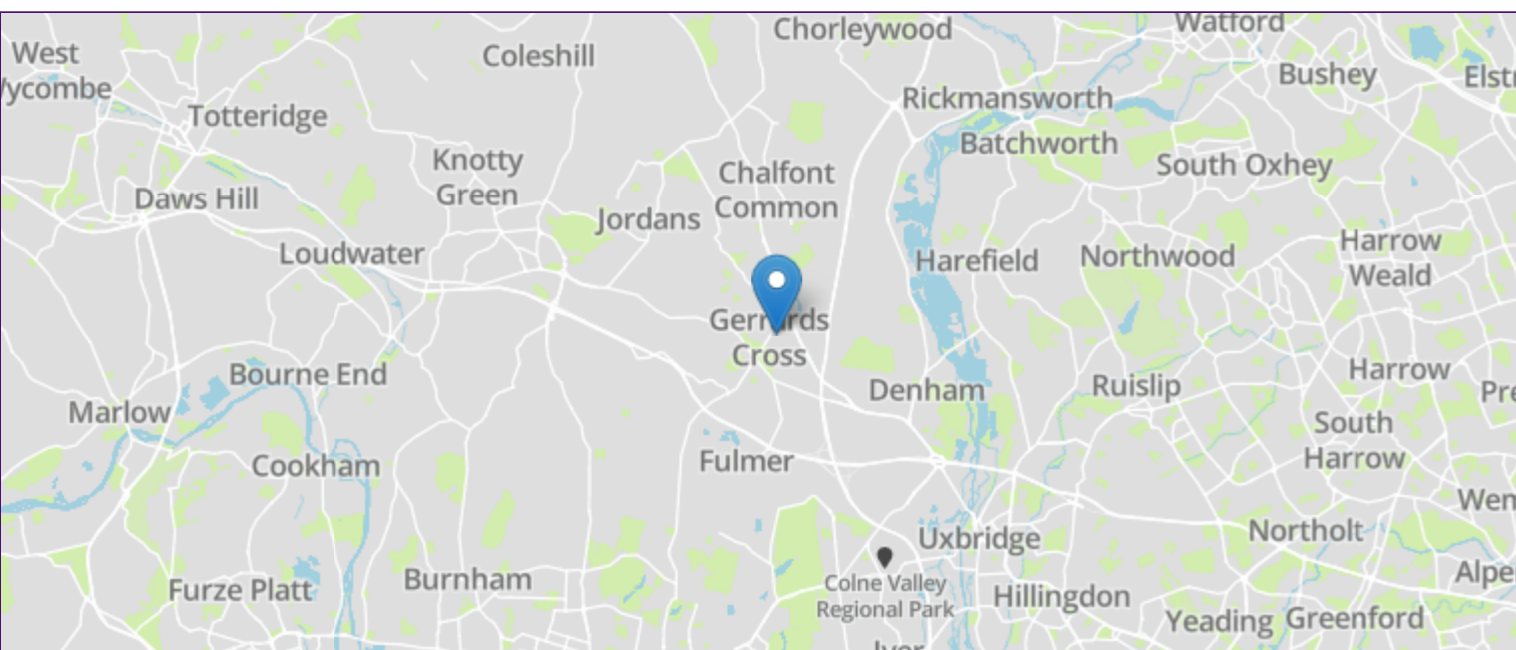 Chorleywood
Watford
West
Coleshill
Bushey
Rickmansworth
Totteridge
Batchworth
Knotty
Green
Chalfont
Common
South Oxhey
Daws Hill
Jordans
Loudwater
Harefield
Northwood
Harrow
Weald
Gerrards
Cross
Bourne End
Denham
Ruislip
Harrow
Marlow
South
Harrow
Cookham
Fulmer
Northolt
Uxbridge
Furze Platt
Burnham
Colne Valley
Regional Park
Hillingdon
Yeading
Greenford